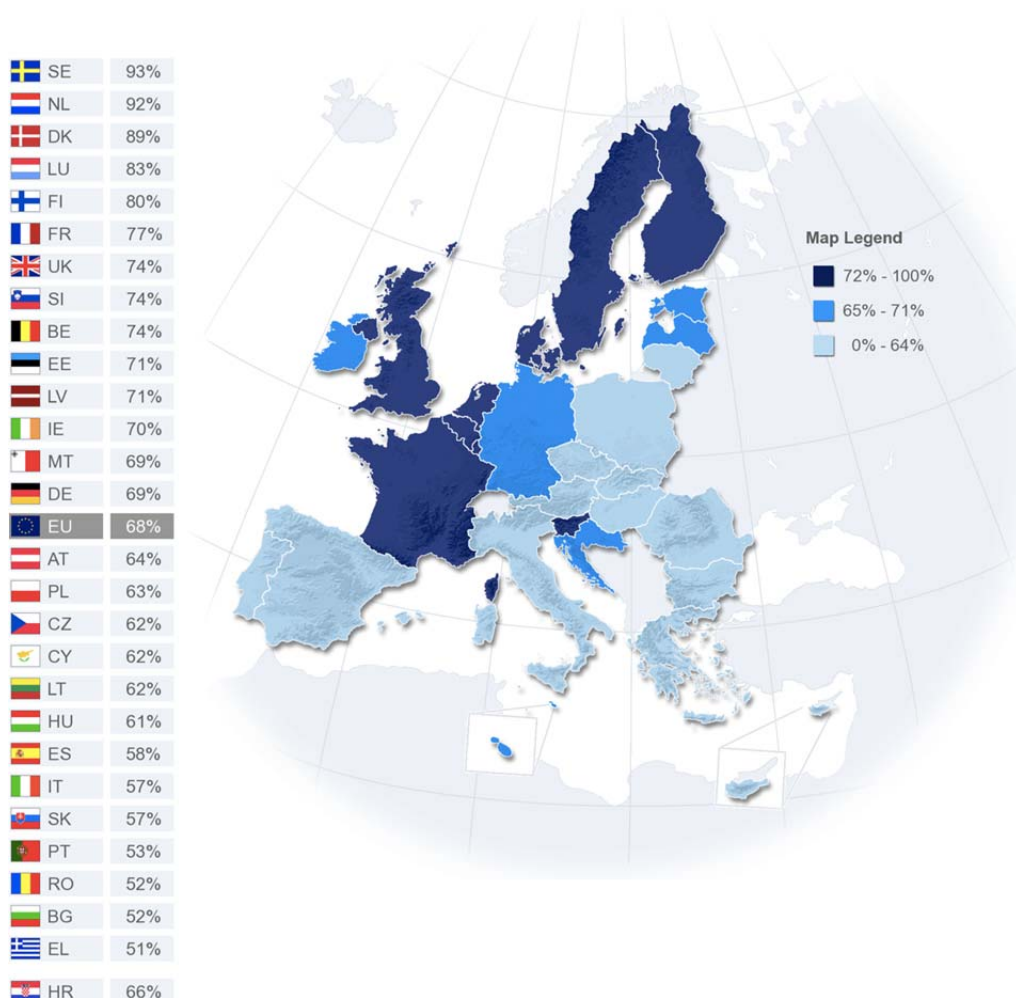 SE 93%
NL 92%
DK 89%
LU 83%
FI 80%
FR 77%
UK 74%
SI 74%
BE 74%
EE 71%
LV 71%
IE 70%
MT 69%
DE 69%
EU 68%
AT 64%
PL 63%
CZ 62%
CY 62%
LT 62%
HU 61%
ES 58%
IT 57%
SK 57%
PT 53%
RO 52%
BG 52%
EL 51%
HR 66%
Map Legend
72% - 100%
65% - 71%
0% - 64%